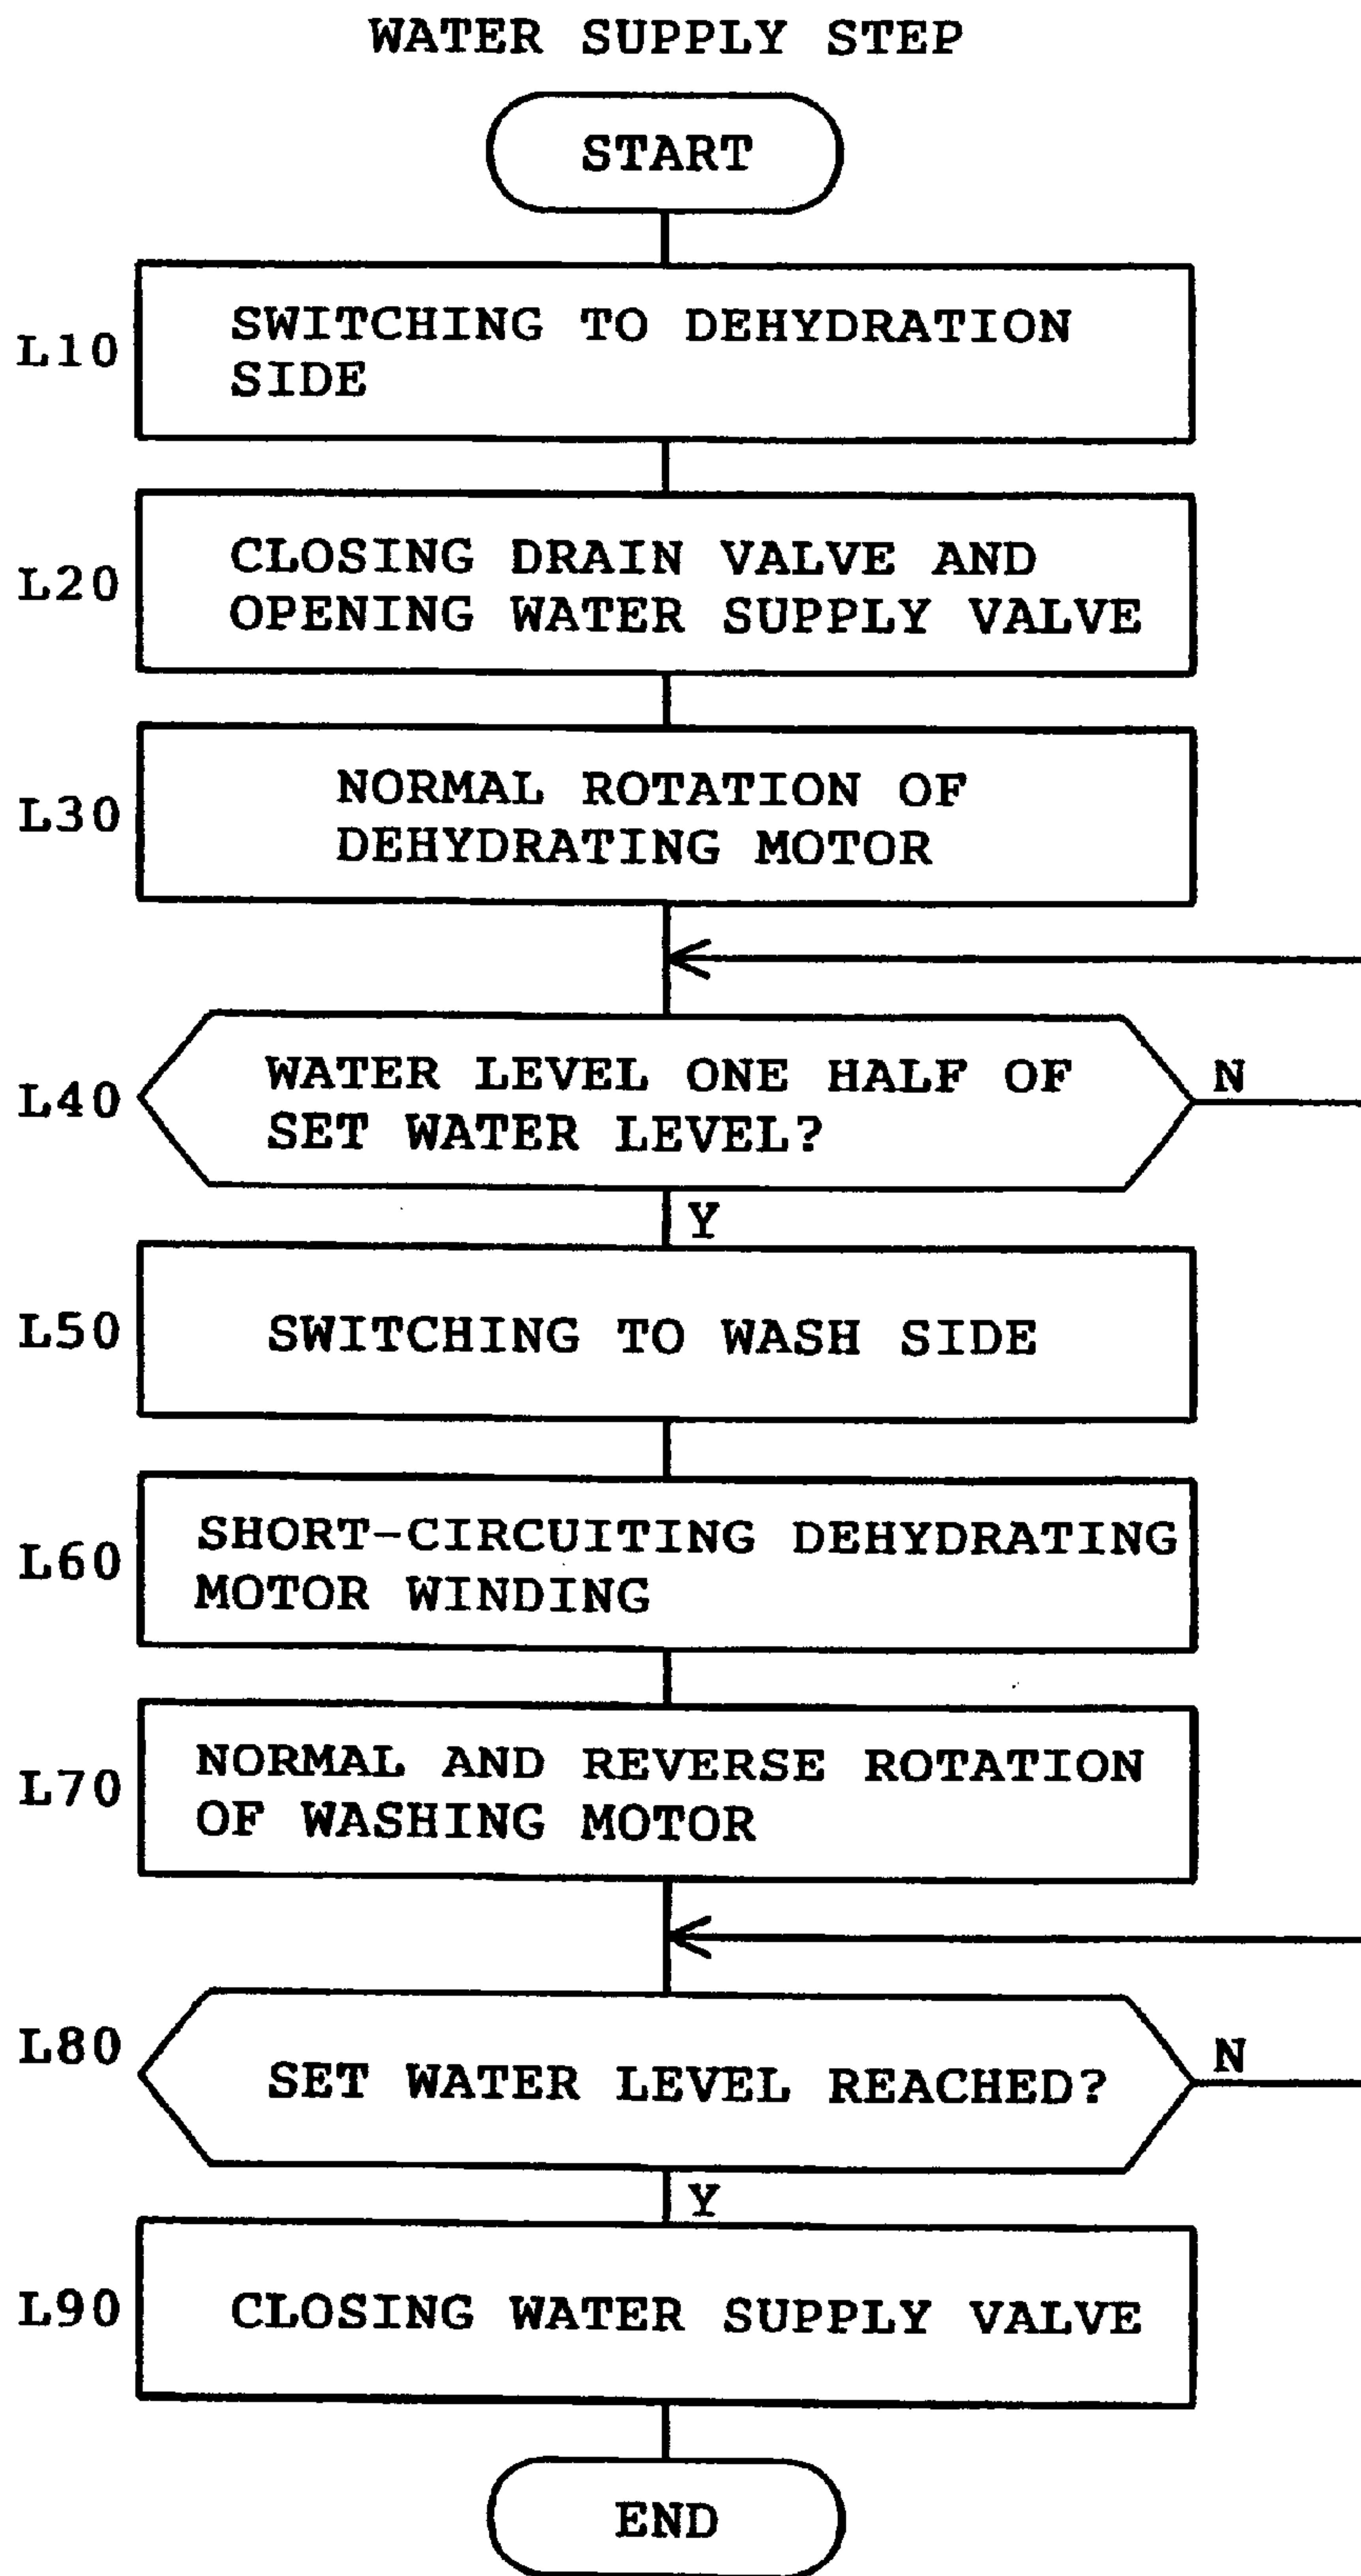 WATER SUPPLY STEP
START
L10
SWITCHING TO DEHYDRATION
SIDE
L20
CLOSING DRAIN VALVE AND
OPENING WATER SUPPLY VALVE
L30
NORMAL ROTATION OF
DEHYDRATING MOTOR
L40
WATER LEVEL ONE HALF OF
SET WATER LEVEL?
N
Y
L50
SWITCHING TO WASH SIDE
L60
SHORT-CIRCUITING DEHYDRATING
MOTOR WINDING
L70
NORMAL AND REVERSE ROTATION
OF WASHING MOTOR
L80
SET WATER LEVEL REACHED?
N
Y
L90
CLOSING WATER SUPPLY VALVE
END